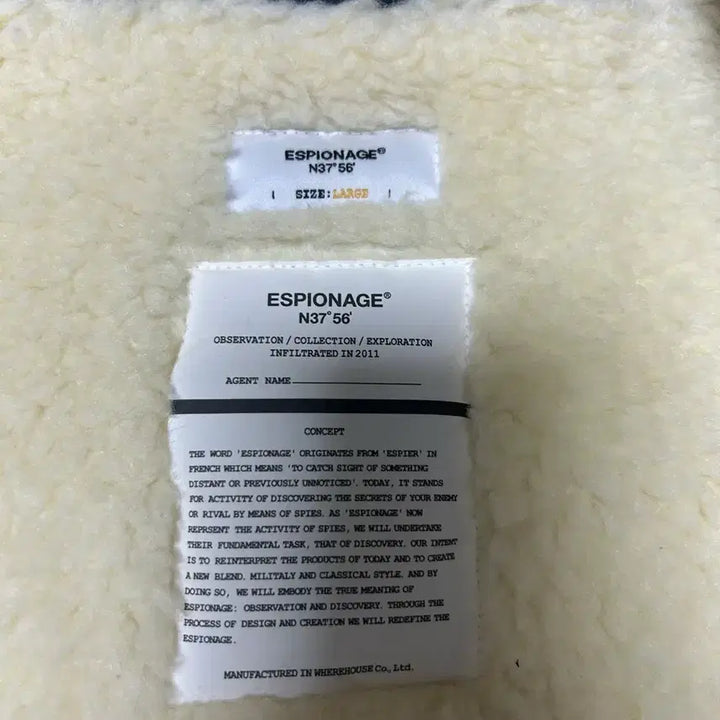 ESPIONAGE®
N37°56'
( SIZE:LARGE )
ESPIONAGE®
N37°56'
OBSERVATION / COLLECTION / EXPLORATION
INFILTRATED IN 2011
AGENT NAME
CONCEPT
THE WORD 'ESPIONAGE' ORIGINATES FROM 'ESPIER' IN
FRENCH WHICH MEANS 'TO CATCH SIGHT OF SOMETHING
DISTANT OR PREVIOUSLY UNNOTICED'. TODAY, IT STANDS
FOR ACTIVITY OF DISCOVERING THE SECRETS OF YOUR ENEMY
OR RIVAL BY MEANS OF SPIES. AS 'ESPIONAGE' NOW
REPRSENT THE ACTIVITY OF SPIES, WE WILL UNDERTAKE
THEIR FUNDAMENTAL TASK, THAT OF DISCOVERY. OUR INTENT
IS TO REINTERPRET THE PRODUCTS OF TODAY AND TO CREATE
A NEW BLEND. MILITALY AND CLASSICAL STYLE. AND BY
DOING SO, WE WILL EMBODY THE TRUE MEANING OF
ESPIONAGE: OBSERVATION AND DISCOVERY. THROUGH THE
PROCESS OF DESIGN AND CREATION WE WILL REDEFINE THE
ESPIONAGE.
MANUFACTURED IN WHEREHOUSE Co., Ltd.